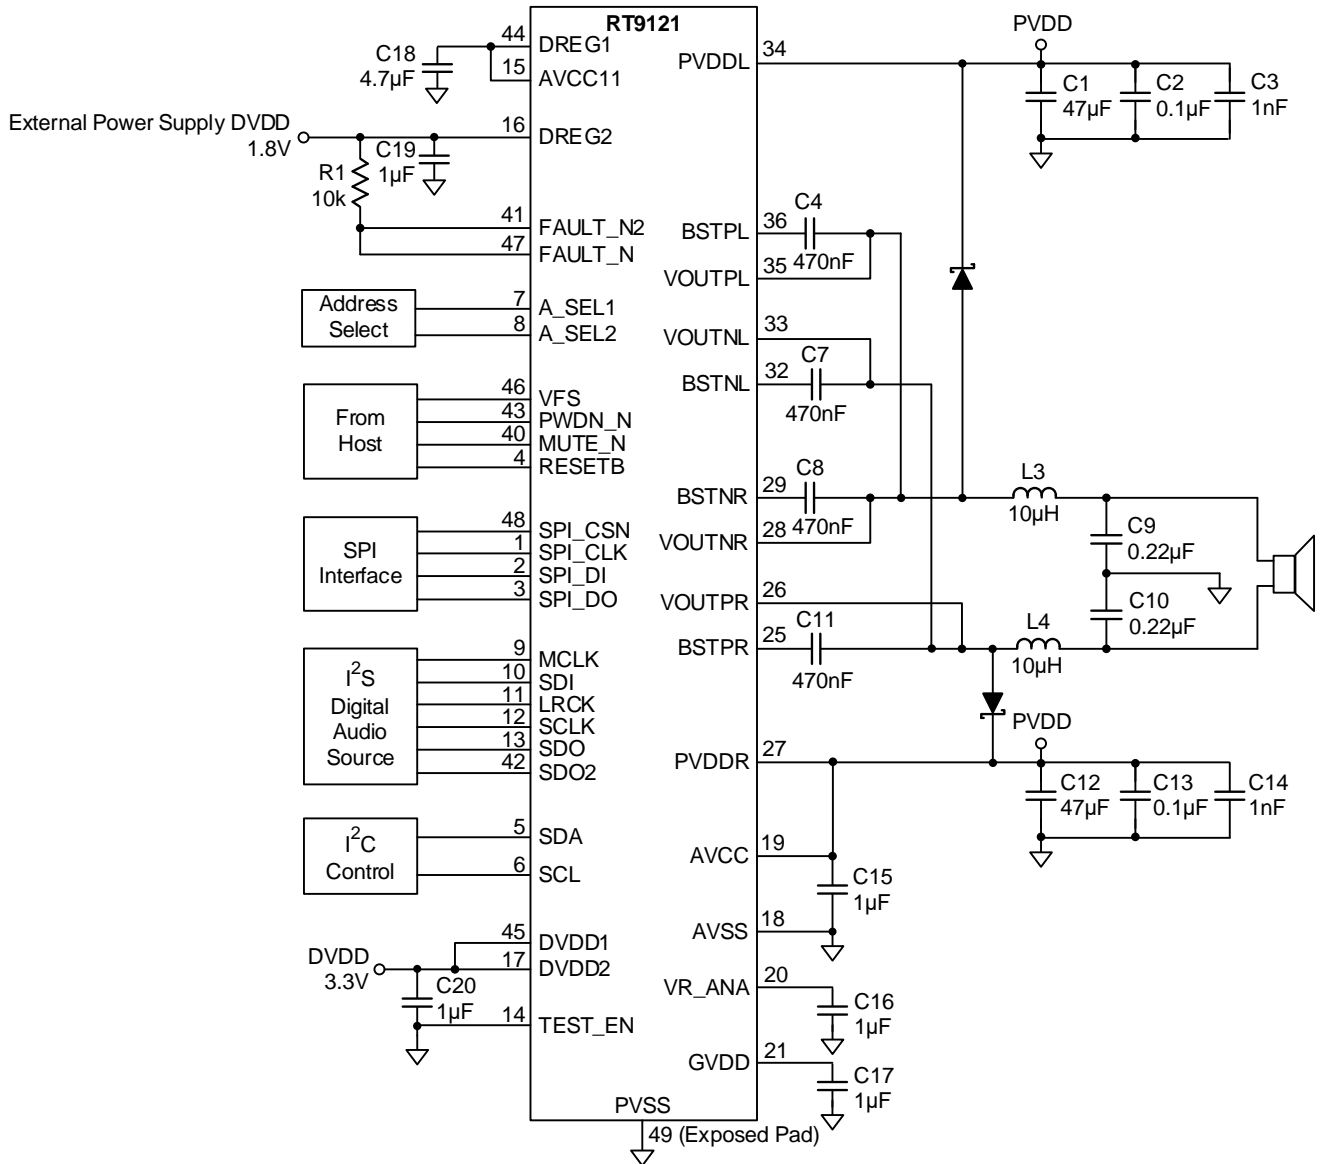 RT9121
44
DREG1
C18
4.7µF
15
AVCC11
External Power Supply DVDD
1.8V
16
DREG2
C19
1µF
R1
10k
41
FAULT_N2
47
FAULT_N
Address
Select
7
A_SEL1
8
A_SEL2
From
Host
46
VFS
43
PWDN_N
40
MUTE_N
4
RESETB
SPI
Interface
48
SPI_CSN
1
SPI_CLK
2
SPI_DI
3
SPI_DO
I2S
Digital
Audio
Source
9
MCLK
10
SDI
11
LRCK
12
SCLK
13
SDO
42
SDO2
I2C
Control
5
SDA
6
SCL
DVDD
3.3V
45
DVDD1
17
DVDD2
C20
1µF
14
TEST_EN
PVSS
49 (Exposed Pad)
PVDDL
34
PVDD
C1
47µF
C2
0.1µF
C3
1nF
BSTPL
36
C4
470nF
VOUTPL
35
VOUTNL
33
BSTNL
32
C7
470nF
BSTNR
29
C8
470nF
VOUTNR
28
L3
10µH
C9
0.22µF
C10
0.22µF
VOUTPR
26
BSTPR
25
C11
470nF
L4
10µH
PVDDR
27
PVDD
C12
47µF
C13
0.1µF
C14
1nF
AVCC
19
C15
1µF
AVSS
18
VR_ANA
20
C16
1µF
GVDD
21
C17
1µF